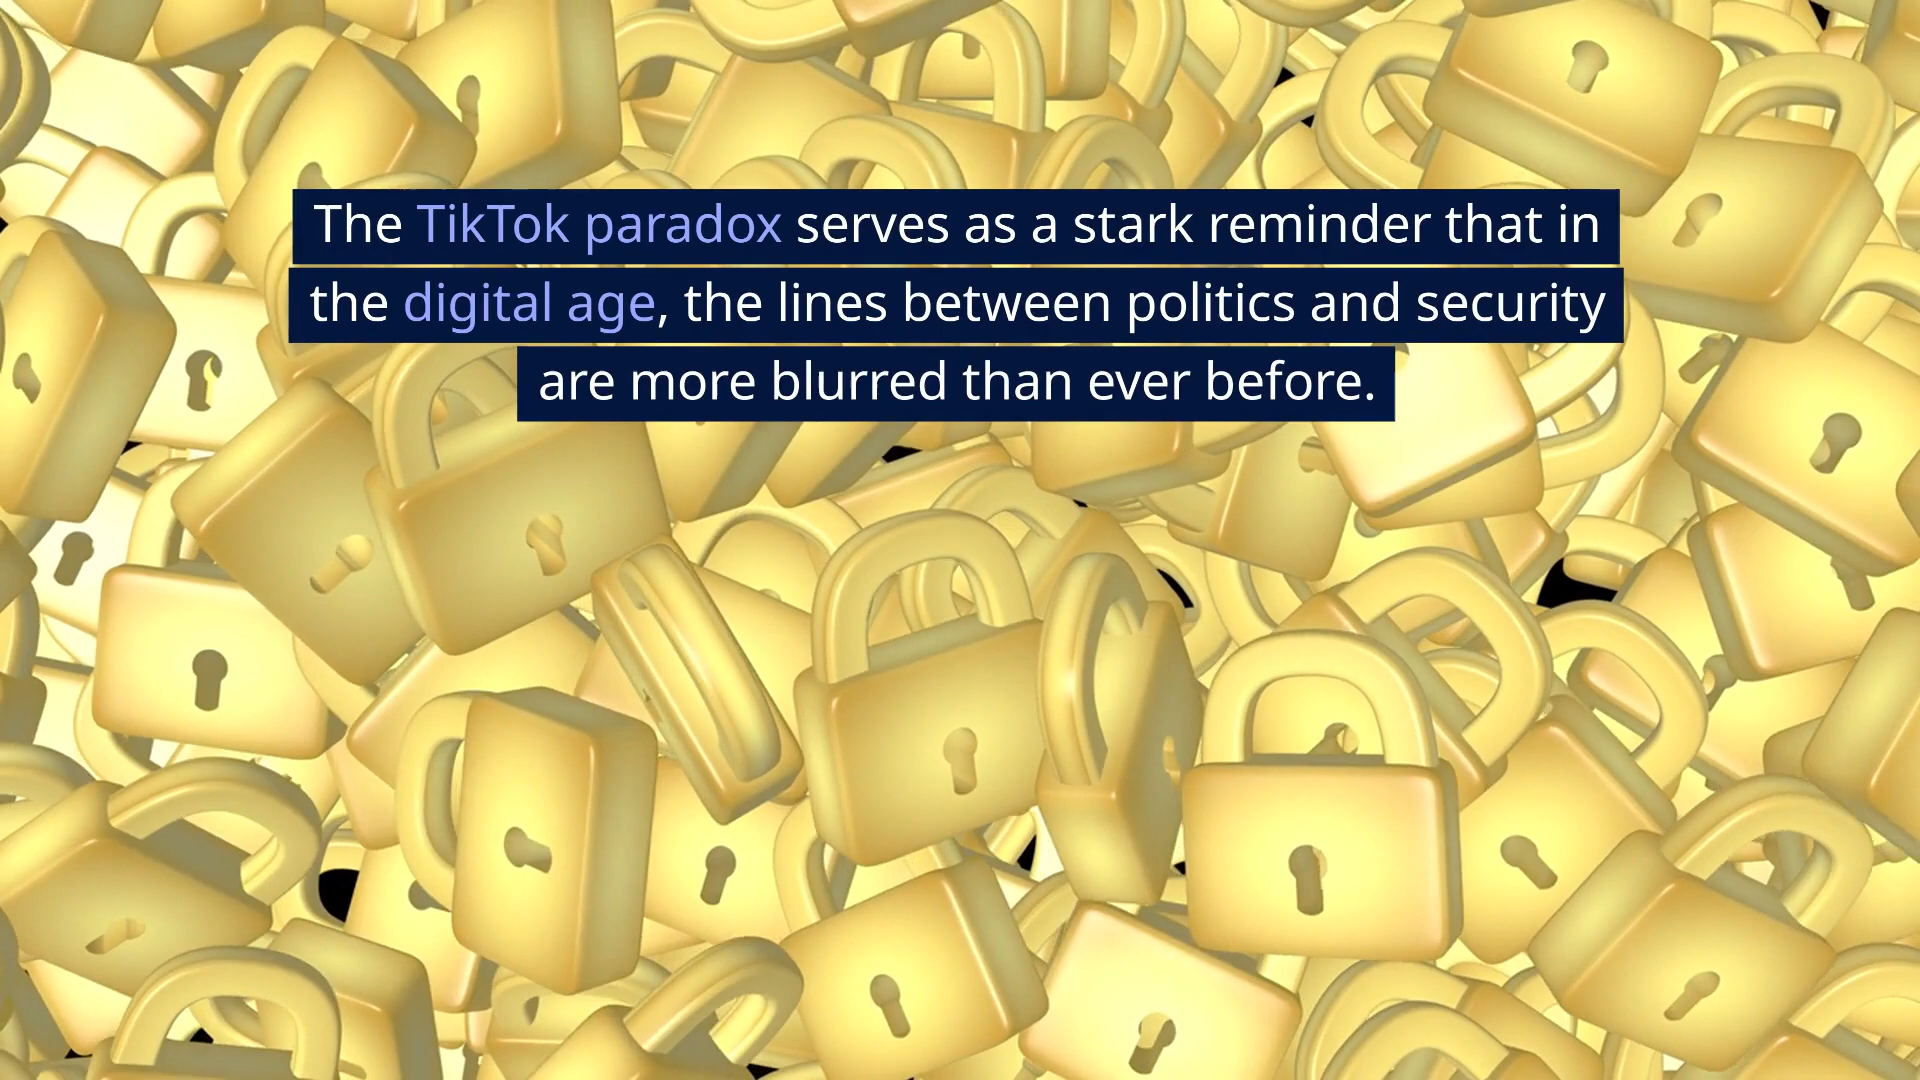 The TikTok paradox serves as a stark reminder that in
the digital age, the lines between politics and security
are more blurred than ever before.